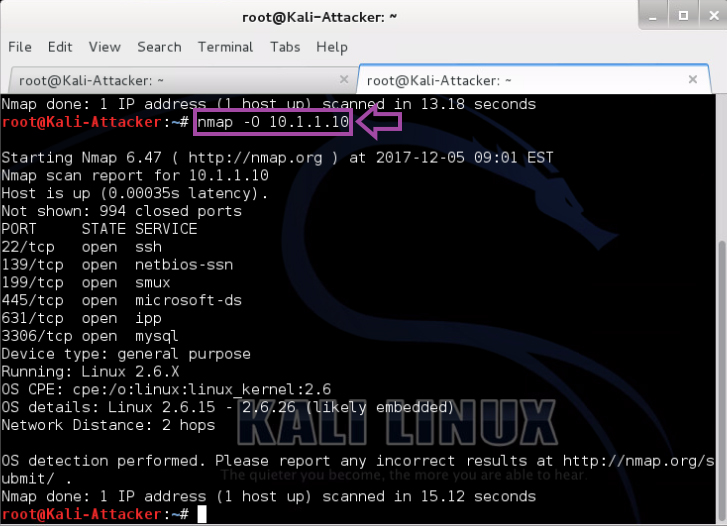 root@Kali-Attacker: ~
File Edit View Search Terminal Tabs Help
root@Kali-Attacker: ~ × root@Kali-Attacker: ~ ×
Nmap done: 1 IP address (1 host up) scanned in 13.18 seconds
root@Kali-Attacker:~# nmap -O 10.1.1.10
Starting Nmap 6.47 ( http://nmap.org ) at 2017-12-05 09:01 EST
Nmap scan report for 10.1.1.10
Host is up (0.00035s latency).
Not shown: 994 closed ports
PORT STATE SERVICE
22/tcp open ssh
139/tcp open netbios-ssn
199/tcp open smux
445/tcp open microsoft-ds
631/tcp open ipp
3306/tcp open mysql
Device type: general purpose
Running: Linux 2.6.X
OS CPE: cpe:/o:linux:linux_kernel:2.6
OS details: Linux 2.6.15 - 2.6.26 (likely embedded)
Network Distance: 2 hops
KALI LINUX
OS detection performed. Please report any incorrect results at http://nmap.org/s
ubmit/ .
The quieter you become, the more you are able to hear.
Nmap done: 1 IP address (1 host up) scanned in 15.12 seconds
root@Kali-Attacker:~#